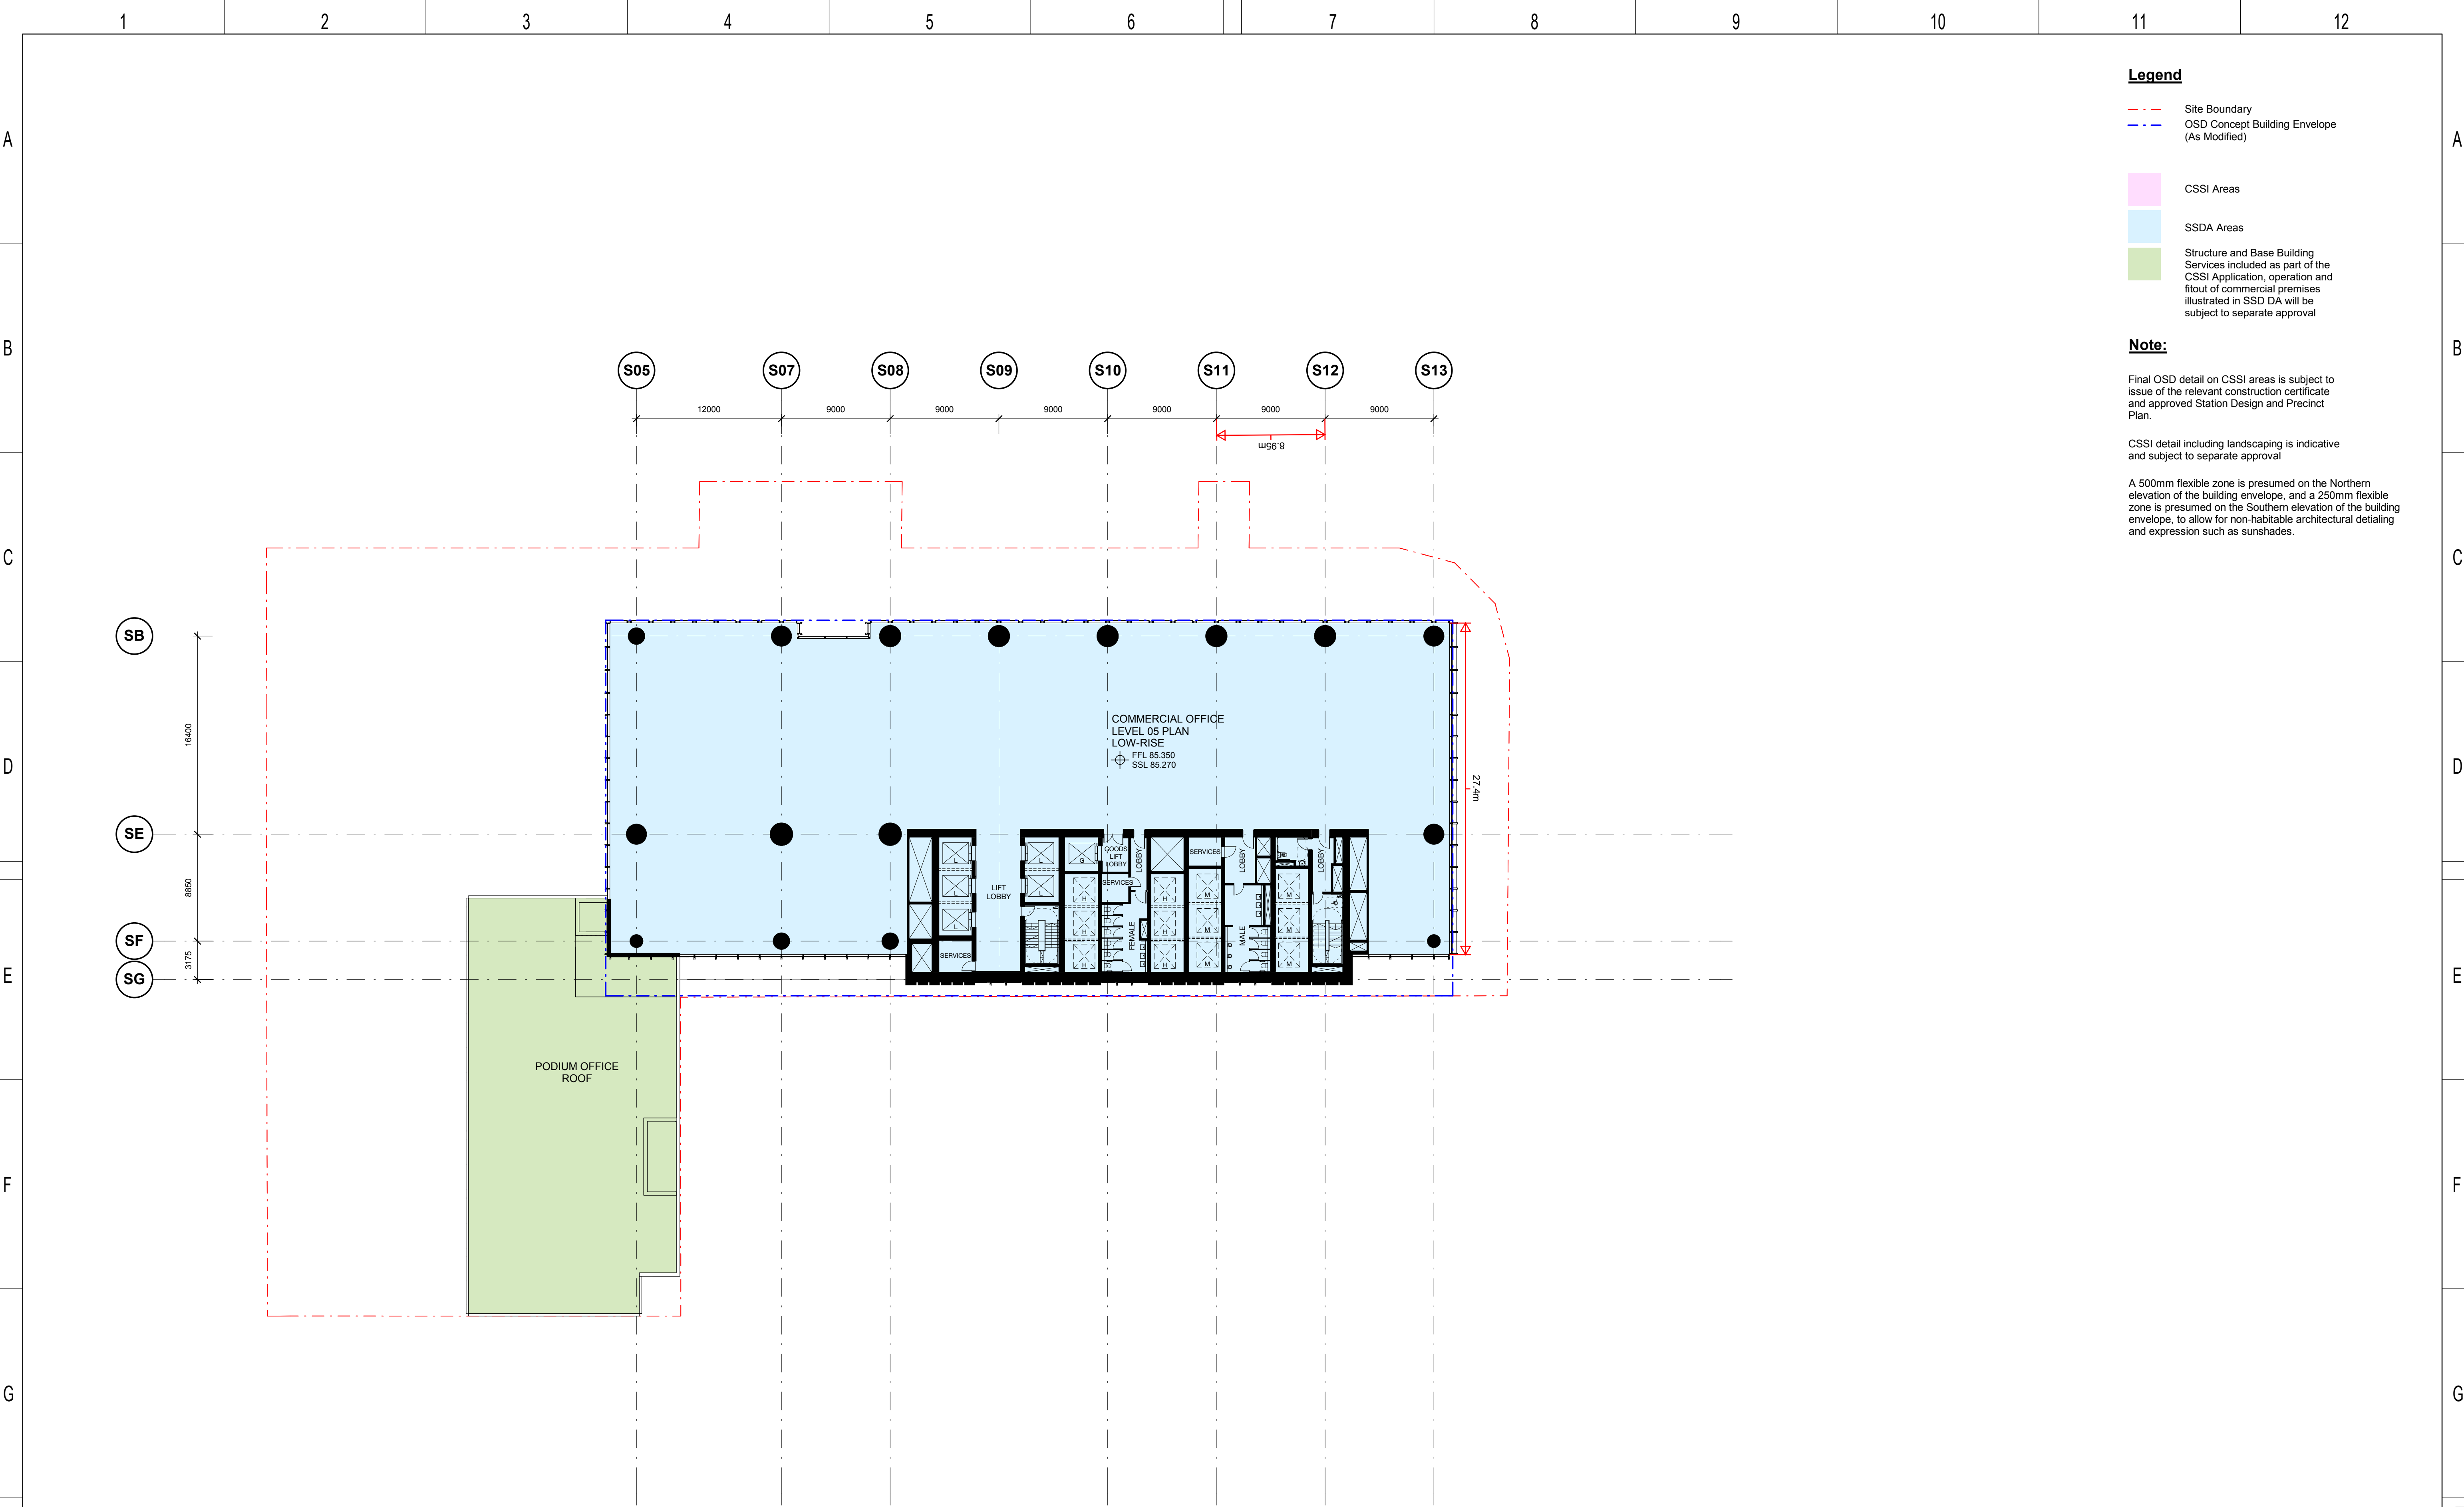 1 2 3 4 5 6 7 8 9 10 11 12
A A
B B
C C
D D
E E
F F
G G
Legend
Site Boundary
OSD Concept Building Envelope
(As Modified)
CSSI Areas
SSDA Areas
Structure and Base Building
Services included as part of the
CSSI Application, operation and
fitout of commercial premises
illustrated in SSD DA will be
subject to separate approval
Note:
Final OSD detail on CSSI areas is subject to
issue of the relevant construction certificate
and approved Station Design and Precinct
Plan.
CSSI detail including landscaping is indicative
and subject to separate approval
A 500mm flexible zone is presumed on the Northern
elevation of the building envelope, and a 250mm flexible
zone is presumed on the Southern elevation of the building
envelope, to allow for non-habitable architectural detialing
and expression such as sunshades.
S05 S07 S08 S09 S10 S11 S12 S13
12000 9000 9000 9000 9000 9000 9000
8.95m
SB
16400
SE
8850
SF
3175
SG
27.4m
COMMERCIAL OFFICE
LEVEL 05 PLAN
LOW-RISE
FFL 85.350
SSL 85.270
L L L
L L
G
H H H
H H H
M M M
M M M
LIFT
LOBBY
GOODS
LIFT
LOBBY
LOBBY
SERVICES
SERVICES
SERVICES
LOBBY
LOBBY
FEMALE
MALE
PODIUM OFFICE
ROOF